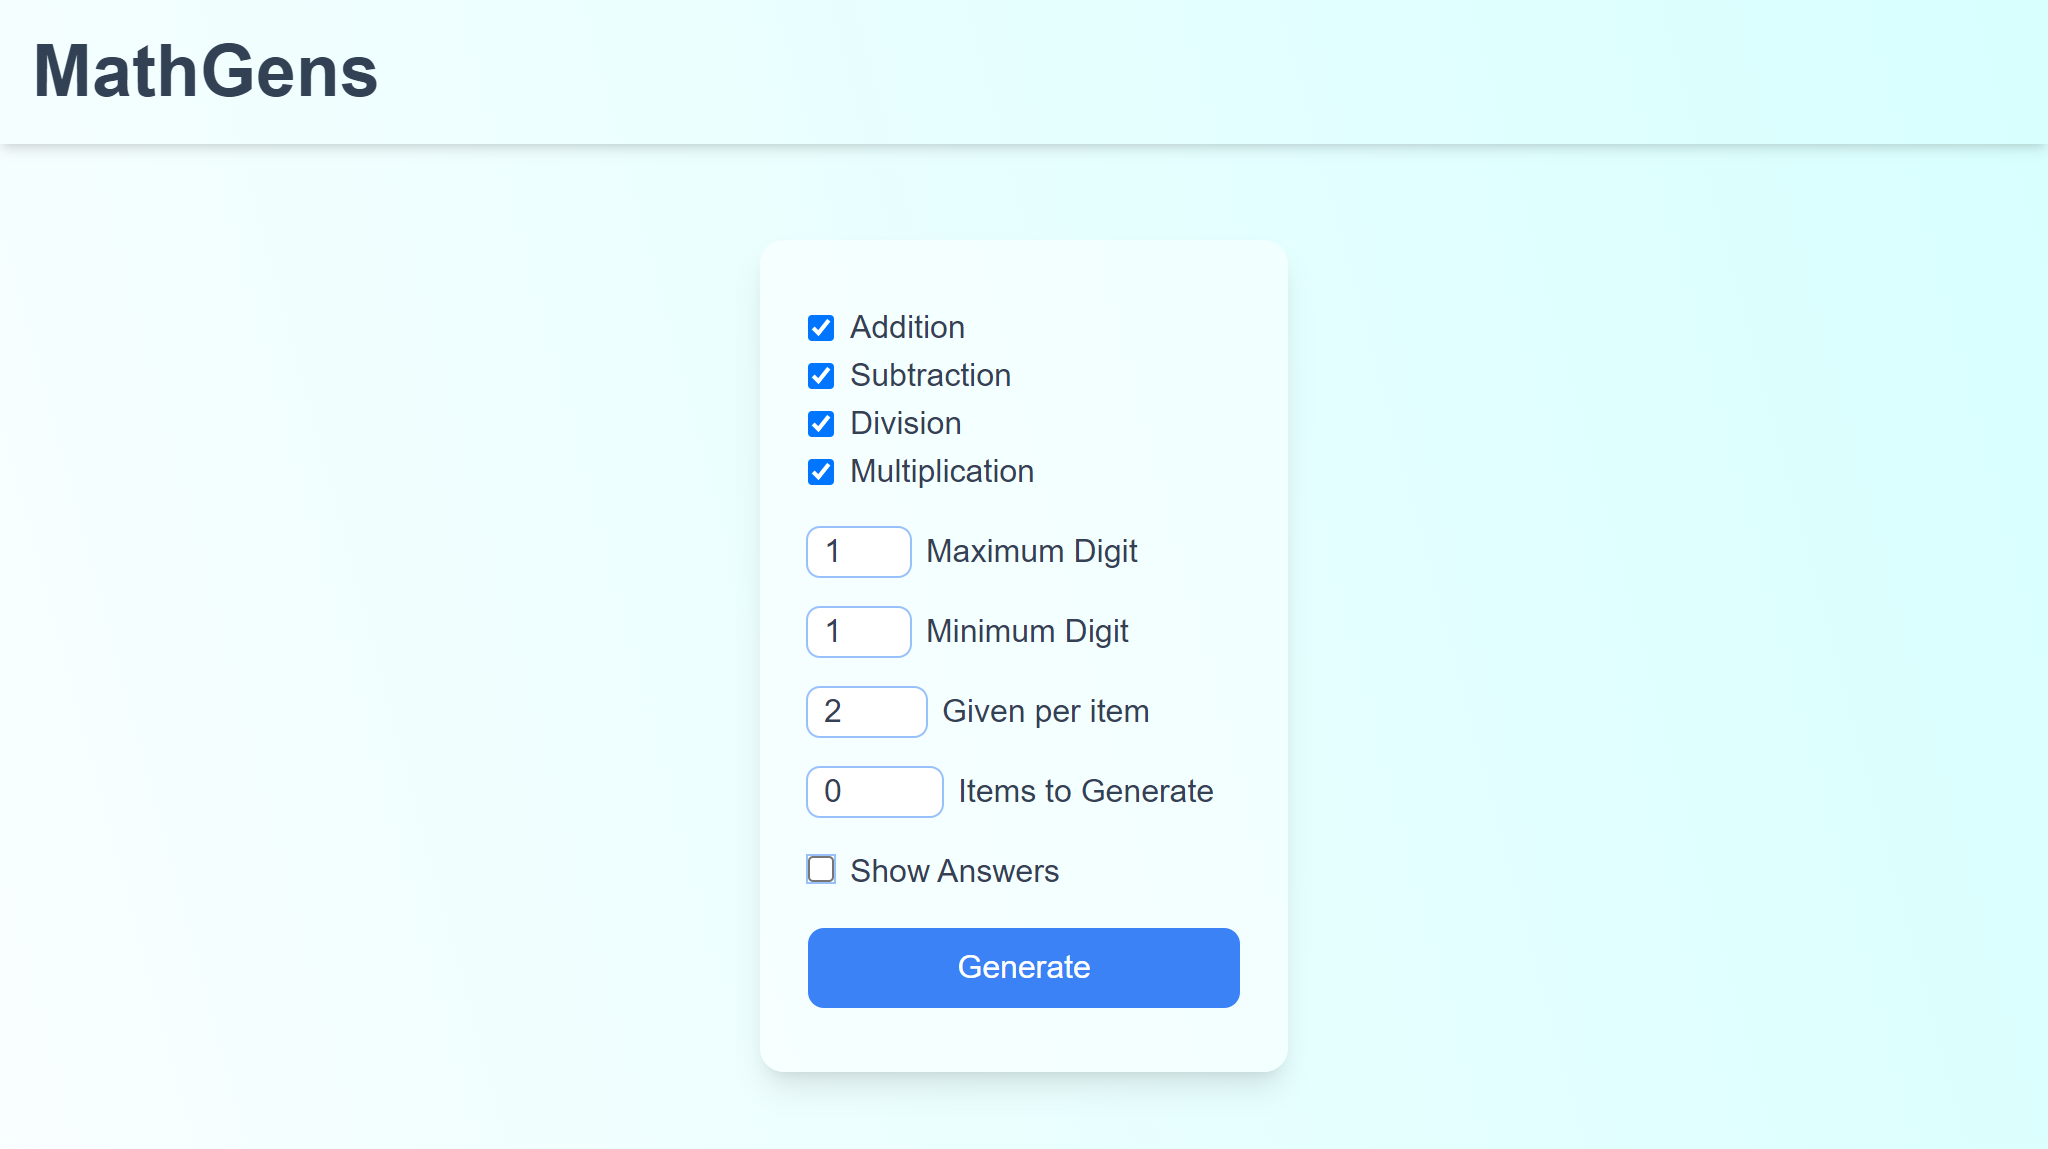 MathGens
Addition
Subtraction
Division
Multiplication
1 Maximum Digit
1 Minimum Digit
2 Given per item
0 Items to Generate
Show Answers
Generate